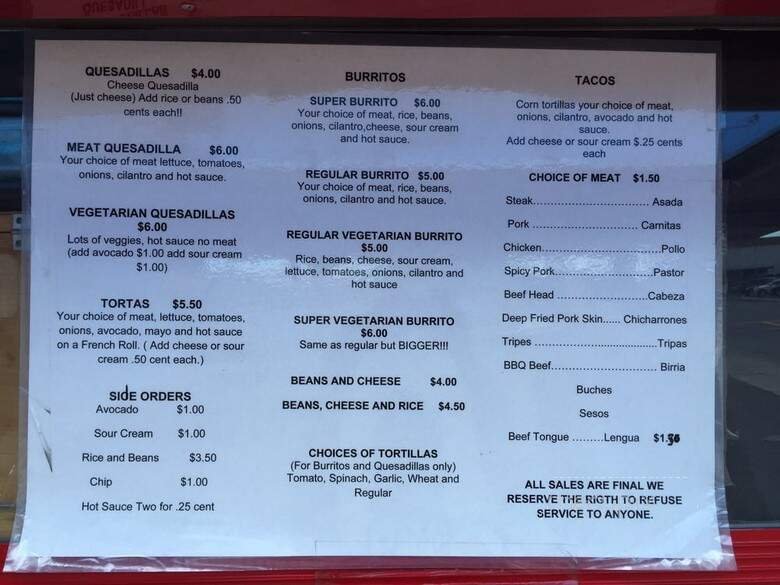 QUESADILLAS $4.00
Cheese Quesadilla
(Just cheese) Add rice or beans .50
cents each!!
MEAT QUESADILLA $6.00
Your choice of meat lettuce, tomatoes,
onions, cilantro and hot sauce.
VEGETARIAN QUESADILLAS
$6.00
Lots of veggies, hot sauce no meat
(add avocado $1.00 add sour cream
$1.00)
TORTAS $5.50
Your choice of meat, lettuce, tomatoes,
onions, avocado, mayo and hot sauce
on a French Roll. ( Add cheese or sour
cream .50 cent each.)
SIDE ORDERS
Avocado $1.00
Sour Cream $1.00
Rice and Beans $3.50
Chip $1.00
Hot Sauce Two for .25 cent
BURRITOS
SUPER BURRITO $6.00
Your choice of meat, rice, beans,
onions, cilantro,cheese, sour cream
and hot sauce.
REGULAR BURRITO $5.00
Your choice of meat, rice, beans,
onions, cilantro and hot sauce.
REGULAR VEGETARIAN BURRITO
$5.00
Rice, beans, cheese, sour cream,
lettuce, tomatoes, onions, cilantro and
hot sauce
SUPER VEGETARIAN BURRITO
$6.00
Same as regular but BIGGER!!!
BEANS AND CHEESE $4.00
BEANS, CHEESE AND RICE $4.50
CHOICES OF TORTILLAS
(For Burritos and Quesadillas only)
Tomato, Spinach, Garlic, Wheat and
Regular
TACOS
Corn tortillas your choice of meat,
onions, cilantro, avocado and hot
sauce.
Add cheese or sour cream $.25 cents
each
CHOICE OF MEAT $1.50
Steak............................. Asada
Pork ............................ Carnitas
Chicken..............................Pollo
Spicy Pork.........................Pastor
Beef Head .......................Cabeza
Deep Fried Pork Skin...... Chicharrones
Tripes ...............................Tripas
BBQ Beef.......................... Birria
Buches
Sesos
Beef Tongue .........Lengua
ALL SALES ARE FINAL WE
RESERVE THE RIGTH TO REFUSE
SERVICE TO ANYONE.